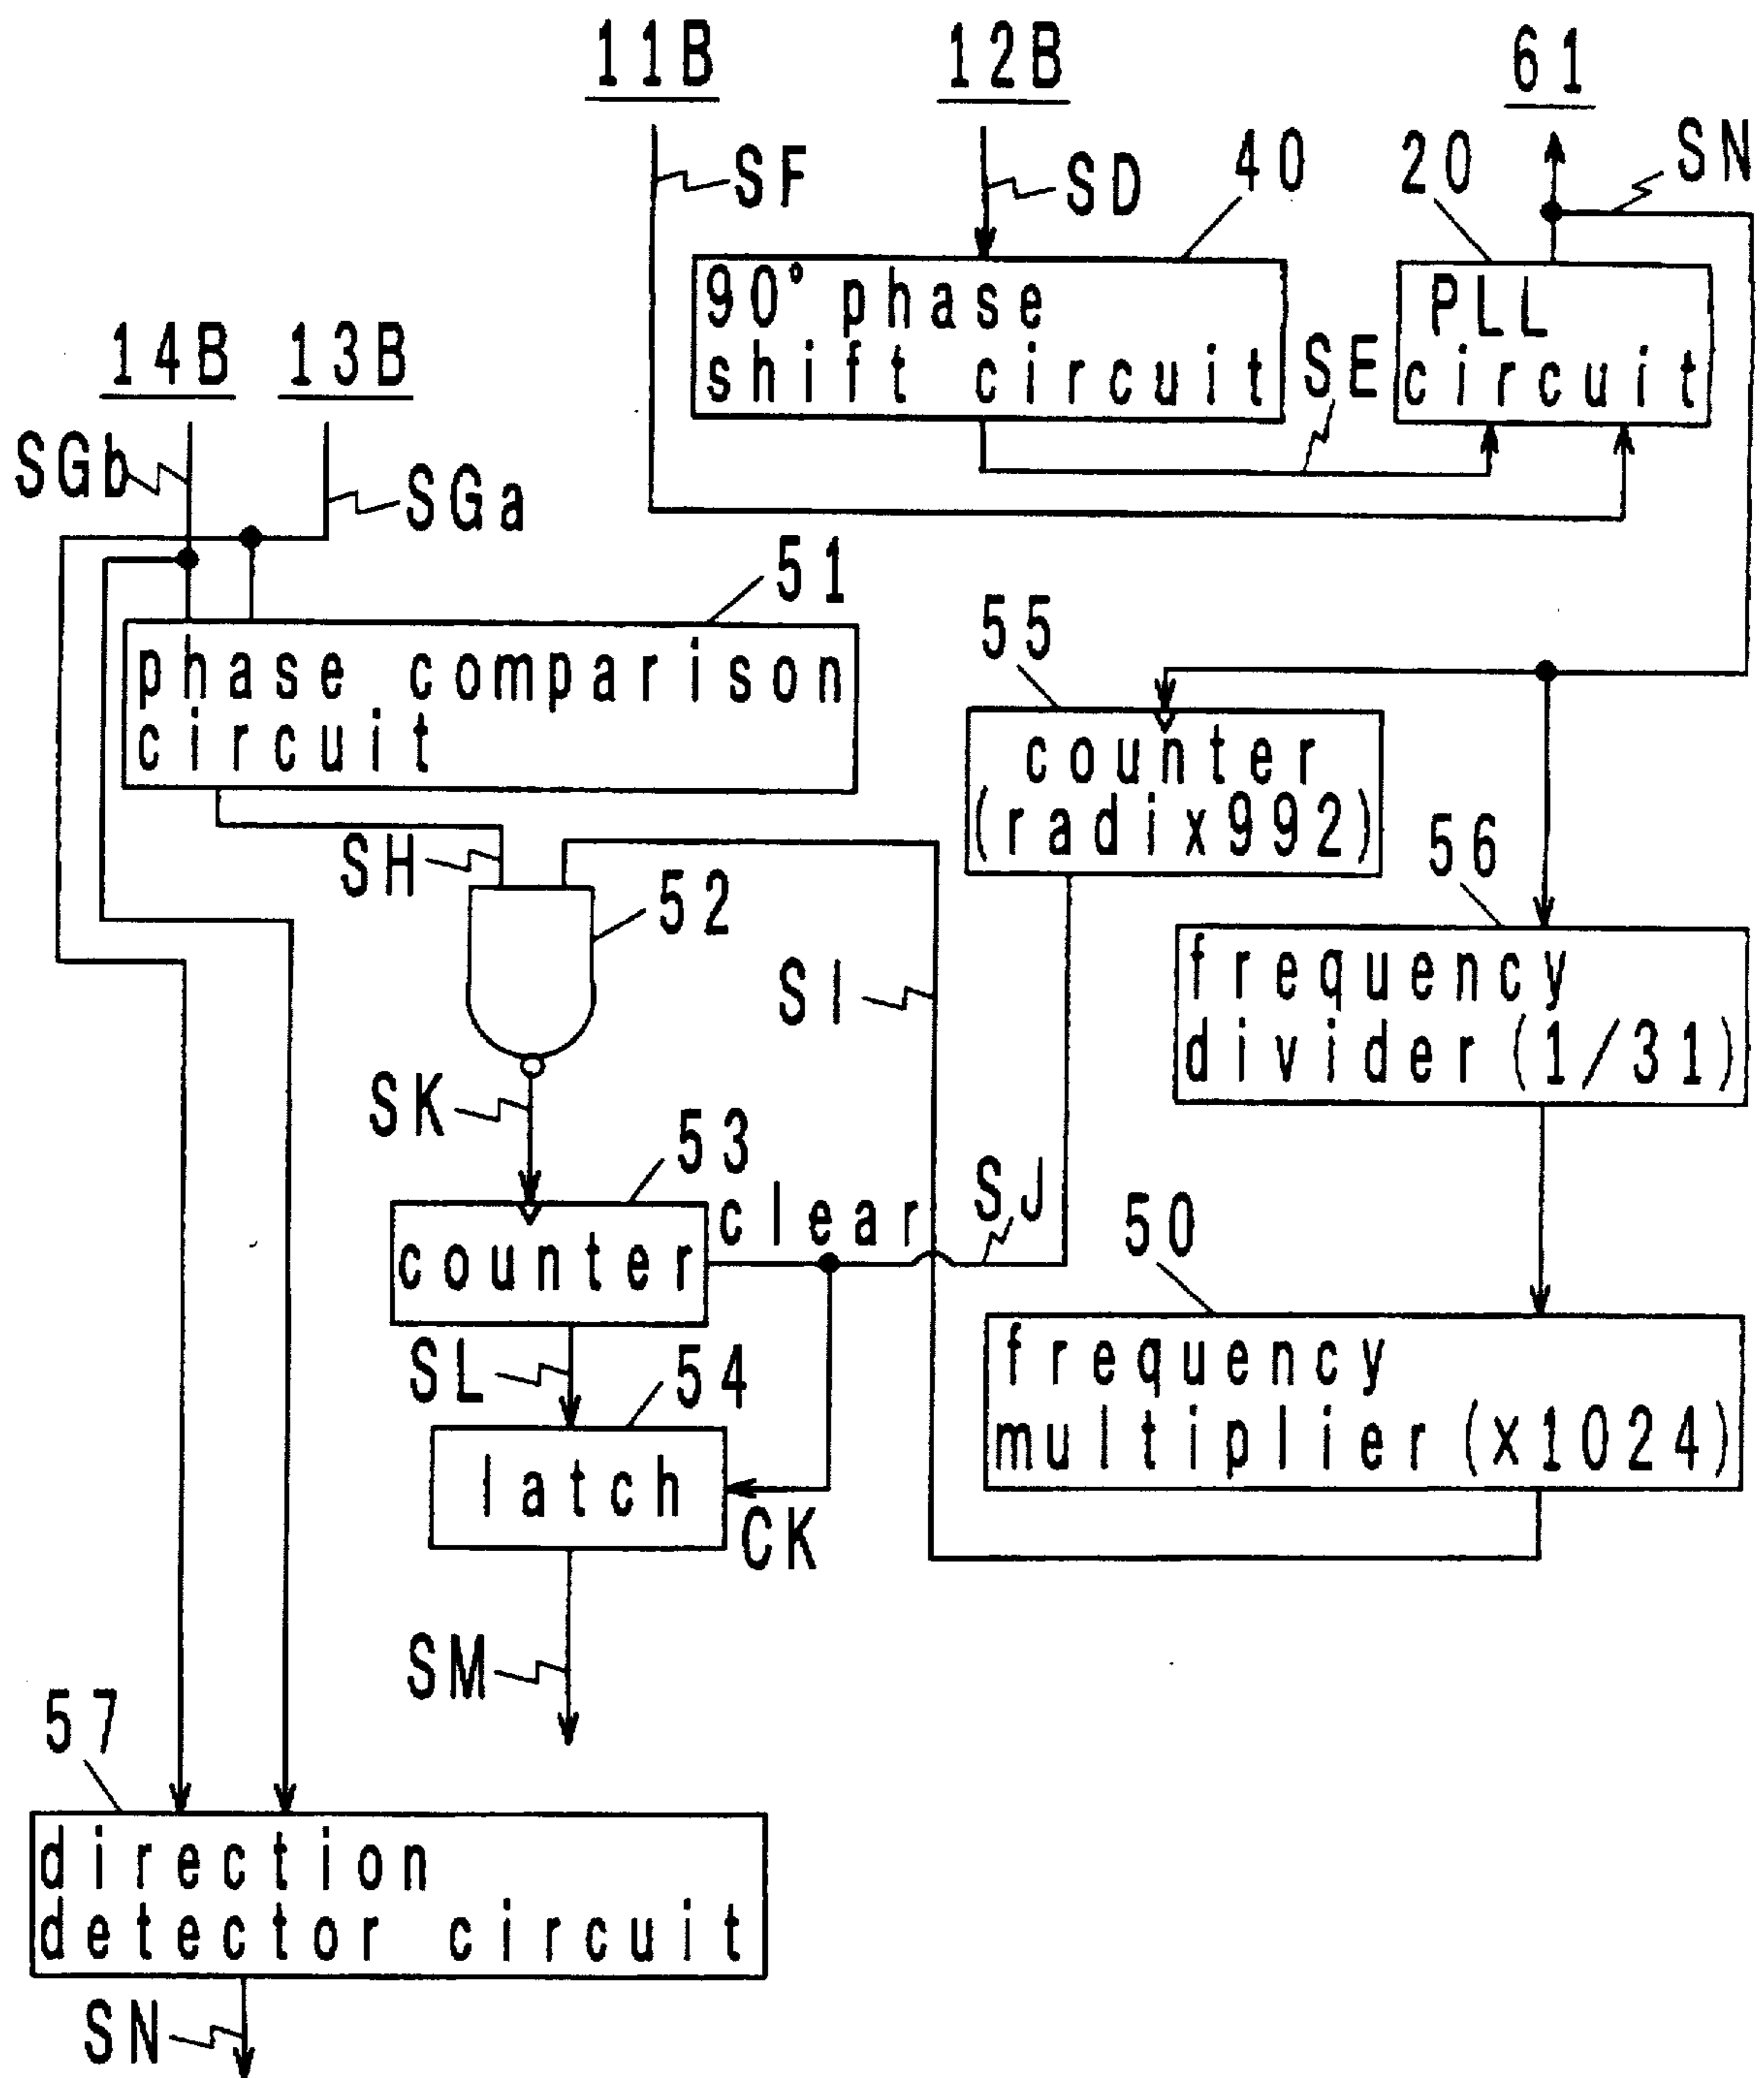 11B
12B
61
SF
SD
40
20
SN
90° phase
shift circuit
PLL
circuit
SE
14B
13B
SGb
SGa
51
phase comparison
circuit
55
counter
(radix992)
SH
52
56
frequency
divider(1/31)
SI
SK
53
clear
SJ
counter
50
frequency
multiplier(x1024)
SL
54
latch
CK
SM
57
direction
detector circuit
SN